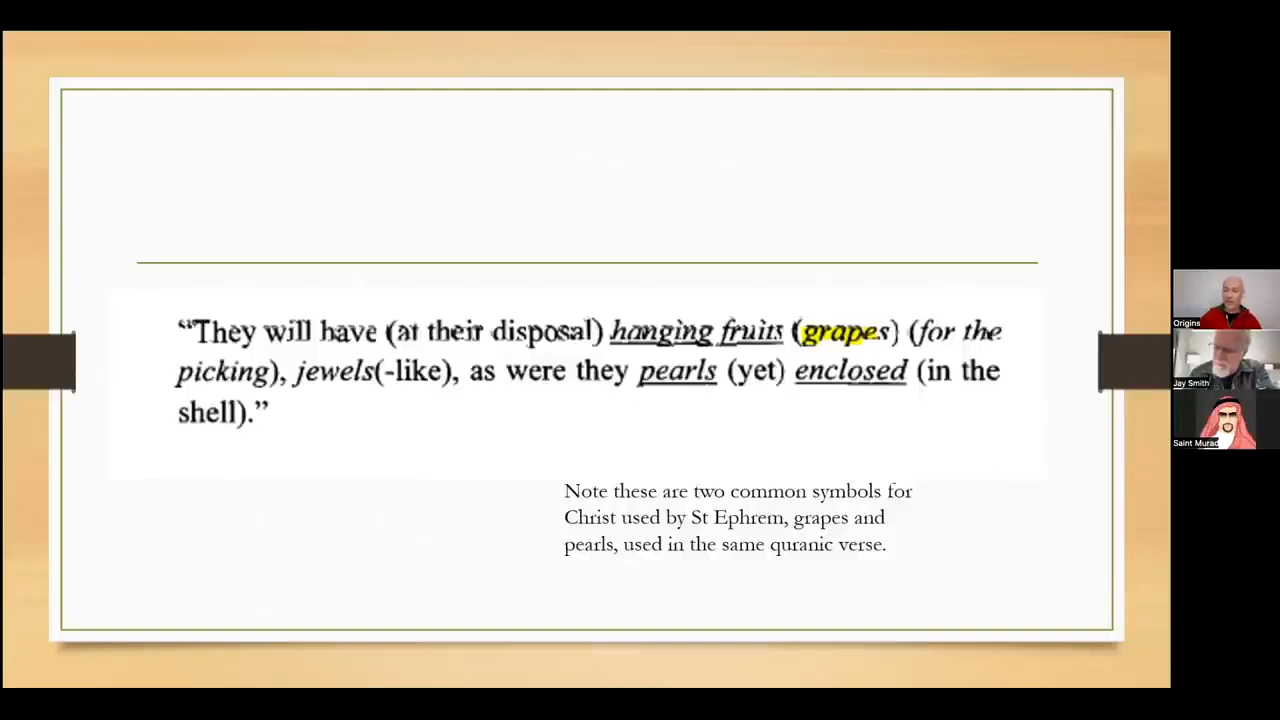 “They will have (at their disposal) hanging fruits (grapes) (for the
picking), jewels(-like), as were they pearls (yet) enclosed (in the
shell).”
Note these are two common symbols for
Christ used by St Ephrem, grapes and
pearls, used in the same quranic verse.
Origins
Jay Smith
Saint Murad